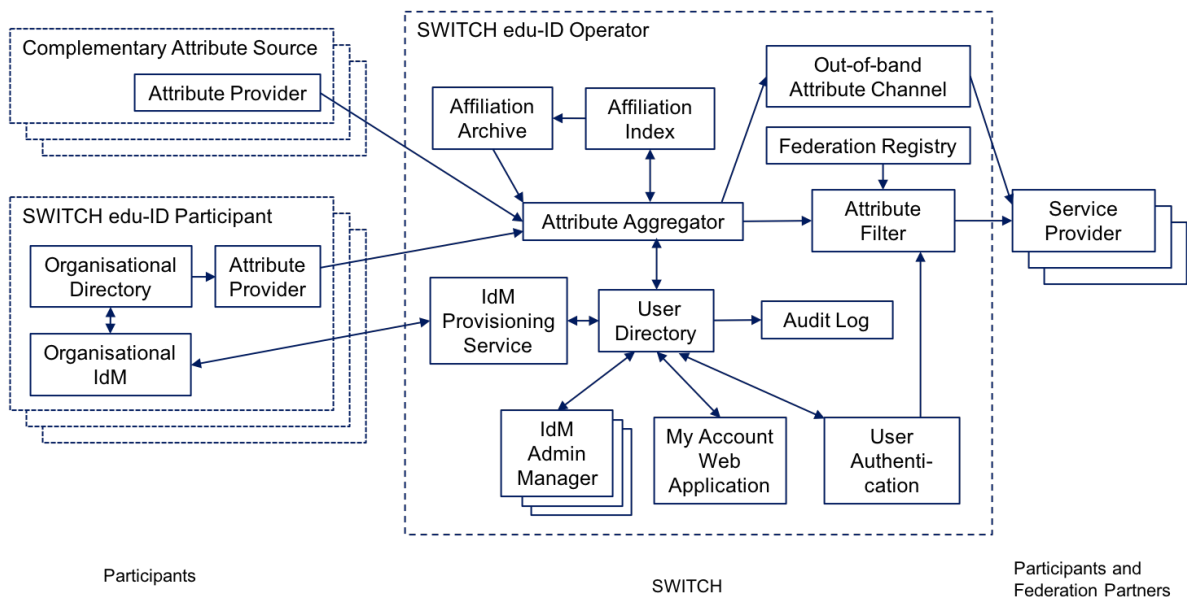 Complementary Attribute Source
Attribute Provider
SWITCH edu-ID Participant
Organisational
Directory
Attribute
Provider
Organisational
IdM
SWITCH edu-ID Operator
Out-of-band
Attribute Channel
Affiliation
Archive
Affiliation
Index
Federation Registry
Attribute Aggregator
Attribute
Filter
Service
Provider
IdM
Provisioning
Service
User
Directory
Audit Log
IdM
Admin
Manager
My Account
Web
Application
User
Authenti-
cation
Participants
SWITCH
Participants and
Federation Partners